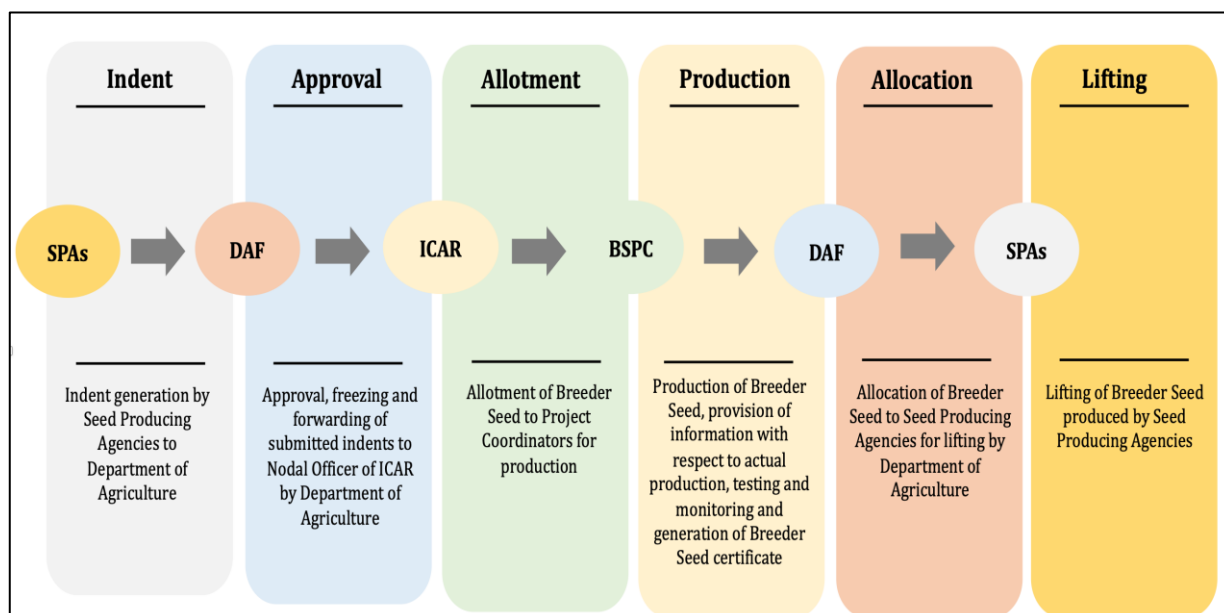 Indent
Approval
Allotment
Production
Allocation
Lifting
SPAs
DAF
ICAR
BSPC
DAF
SPAs
Indent generation by
Seed Producing
Agencies to
Department of
Agriculture
Approval, freezing and
forwarding of
submitted indents to
Nodal Officer of ICAR
by Department of
Agriculture
Allotment of Breeder
Seed to Project
Coordinators for
production
Production of Breeder
Seed, provision of
information with
respect to actual
production, testing and
monitoring and
generation of Breeder
Seed certificate
Allocation of Breeder
Seed to Seed Producing
Agencies for lifting by
Department of
Agriculture
Lifting of Breeder Seed
produced by Seed
Producing Agencies